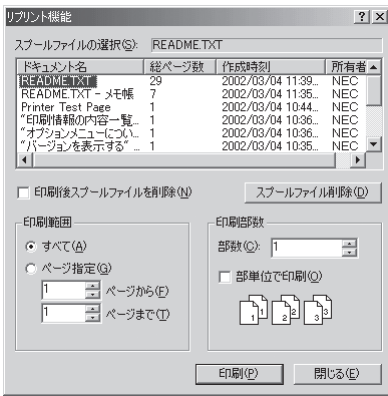 リプリント機能
スプールファイルの選択(S): README.TXT
ドキュメント名 総ページ数 作成時刻 所有者
README.TXT 29 2002/03/04 11:39... NEC
README.TXT - メモ帳 7 2002/03/04 11:35... NEC
Printer Test Page 1 2002/03/04 10:44... NEC
"印刷情報の内容一覧... 1 2002/03/04 10:36... NEC
"オプションメニューについ... 1 2002/03/04 10:36... NEC
"バージョンを表示する" ... 1 2002/03/04 10:35... NEC
印刷後スプールファイルを削除(N) スプールファイル削除(D)
印刷範囲
すべて(A)
ページ指定(G)
1 ページから(F)
1 ページまで(T)
印刷部数
部数(C): 1
部単位で印刷(O)
1 1 2 2 3 3
印刷(P) 閉じる(E)